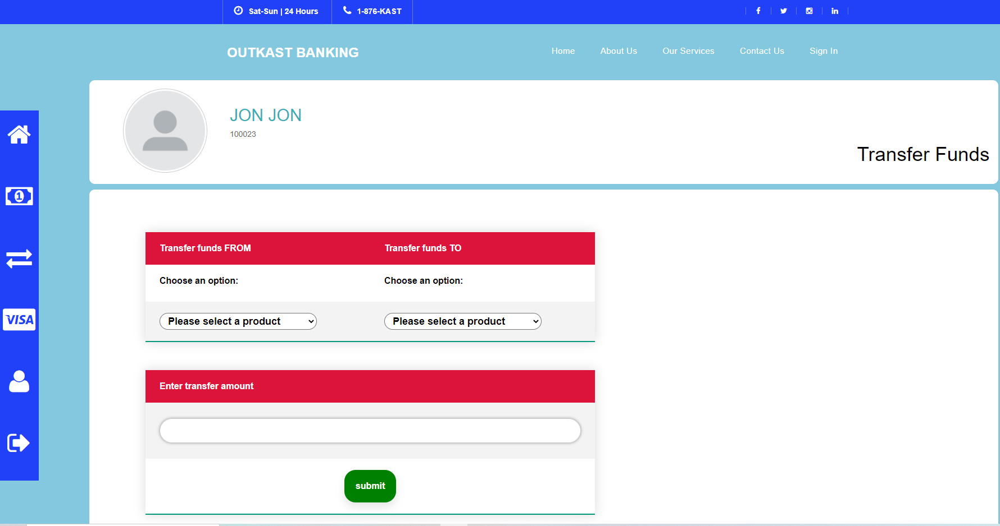 Sat-Sun | 24 Hours
1-876-KAST
OUTKAST BANKING
Home
About Us
Our Services
Contact Us
Sign In
JON JON
100023
Transfer Funds
1
VISA
Transfer funds FROM
Transfer funds TO
Choose an option:
Choose an option:
Please select a product
Please select a product
Enter transfer amount
submit